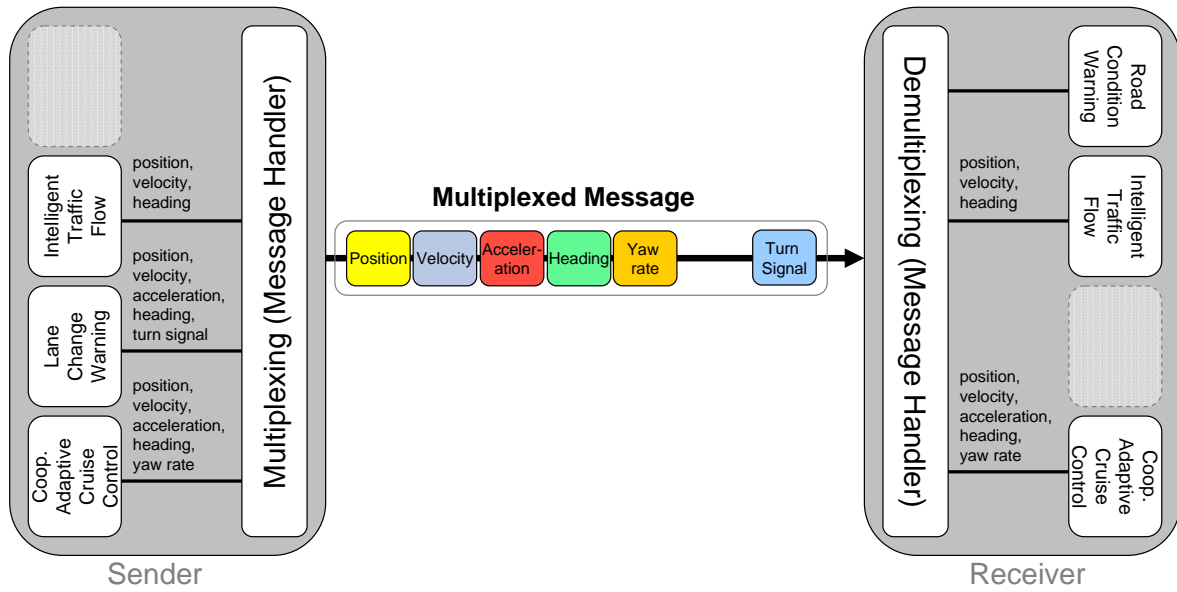 Intelligent
Traffic
Flow
Lane
Change
Warning
Coop.
Adaptive
Cruise
Control
position,
velocity,
heading
position,
velocity,
acceleration,
heading,
turn signal
position,
velocity,
acceleration,
heading,
yaw rate
Multiplexing (Message Handler)
Sender
Multiplexed Message
Position
Velocity
Acceler-
ation
Heading
Yaw
rate
Turn
Signal
Demultiplexing (Message Handler)
position,
velocity,
heading
position,
velocity,
acceleration,
heading,
yaw rate
Road
Condition
Warning
Intelligent
Traffic
Flow
Coop.
Adaptive
Cruise
Control
Receiver